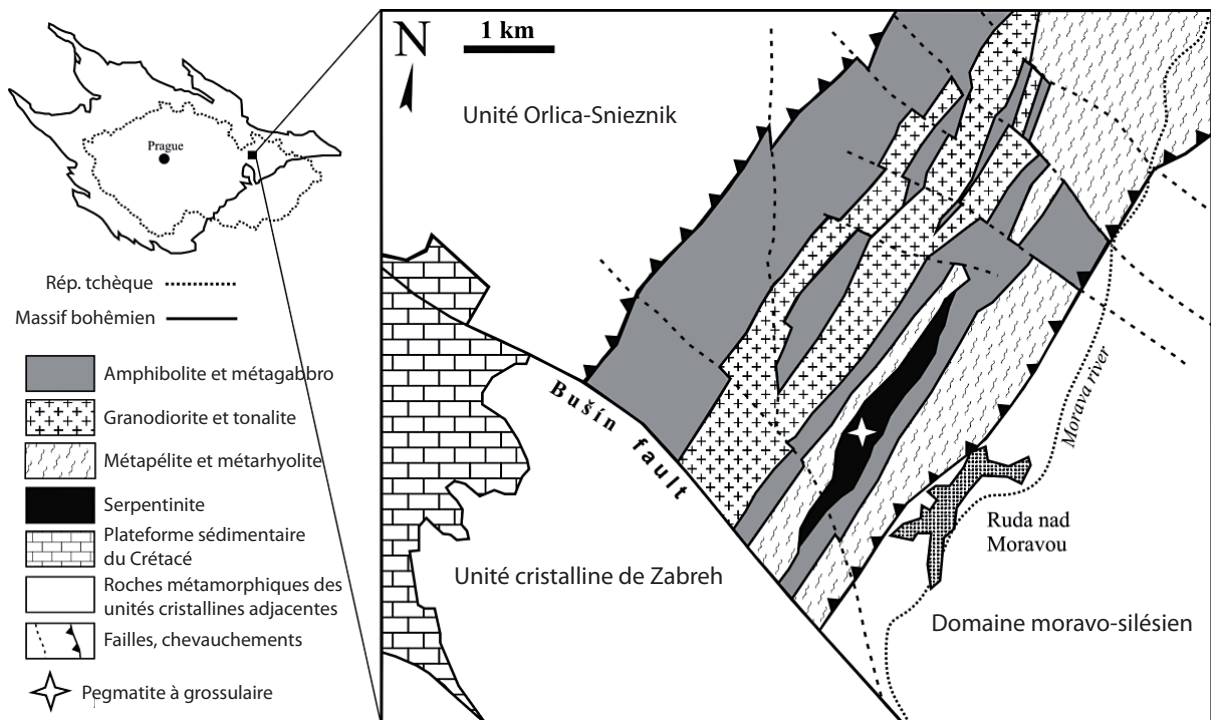 Prague
Rép. tchèque
Massif bohêmien
Amphibolite et métagabbro
Granodiorite et tonalite
Métapélite et métarhyolite
Serpentinite
Plateforme sédimentaire
du Crétacé
Roches métamorphiques des
unités cristallines adjacentes
Failles, chevauchements
Pegmatite à grossulaire
N
1 km
Unité Orlica-Snieznik
Bušín fault
Morava river
Ruda nad
Moravou
Unité cristalline de Zabreh
Domaine moravo-silésien